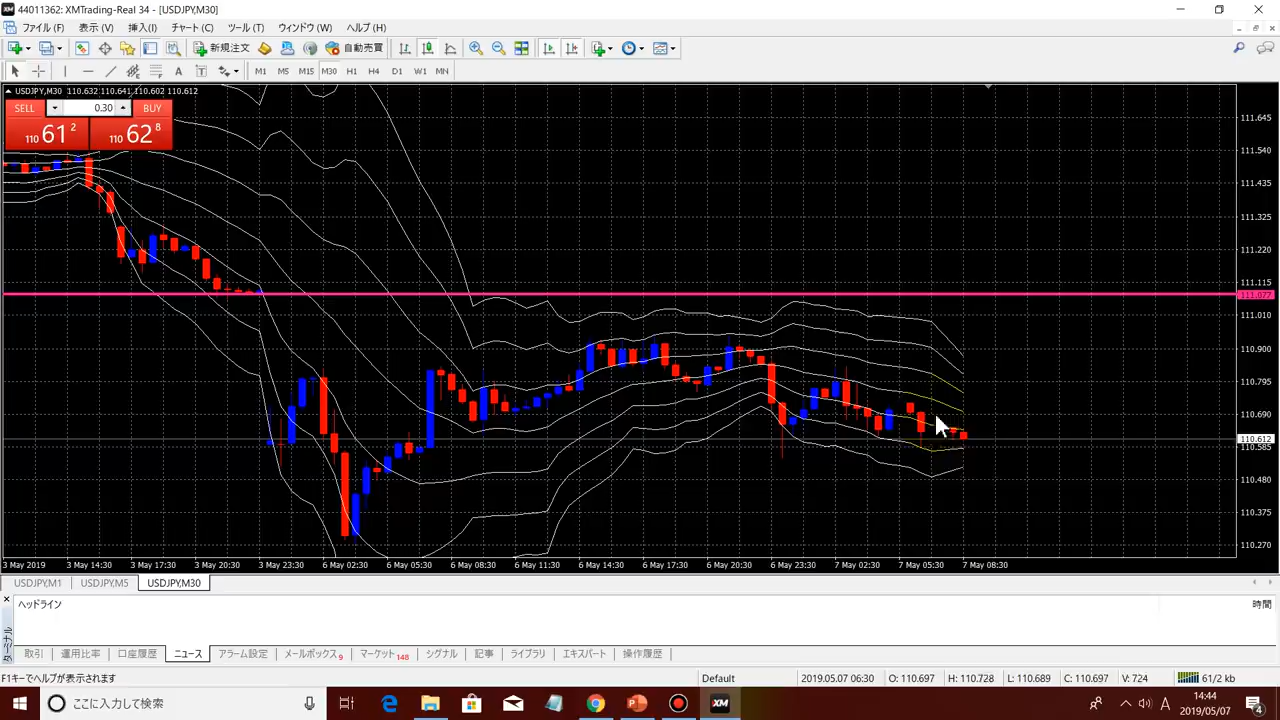 44011362: XMTrading-Real 34 - [USDJPY,M30]
ファイル (F) 表示 (V) 挿入(I) チャート (C) ツール (T) ウィンドウ (W) ヘルプ (H)
新規注文 自動売買
A T M1 M5 M15 M30 H1 H4 D1 W1 MN
USDJPY,M30 110.632 110.641 110.602 110.612
SELL 0.30 BUY
110 61 2 110 62 8
111.645
111.540
111.435
111.325
111.220
111.115
111.077
111.010
110.900
110.795
110.690
110.612
110.585
110.480
110.375
110.270
3 May 2019 3 May 14:30 3 May 17:30 3 May 20:30 3 May 23:30 6 May 02:30 6 May 05:30 6 May 08:30 6 May 11:30 6 May 14:30 6 May 17:30 6 May 20:30 6 May 23:30 7 May 02:30 7 May 05:30 7 May 08:30
USDJPY,M1 USDJPY,M5 USDJPY,M30
ヘッドライン 時間
ターミナル
取引 運用比率 口座履歴 ニュース アラーム設定 メールボックス 9 マーケット 148 シグナル 記事 ライブラリ エキスパート 操作履歴
F1キーでヘルプが表示されます Default 2019.05.07 06:30 O: 110.697 H: 110.728 L: 110.689 C: 110.697 V: 724 61/2 kb
ここに入力して検索 XM A 14:44
2019/05/07 4